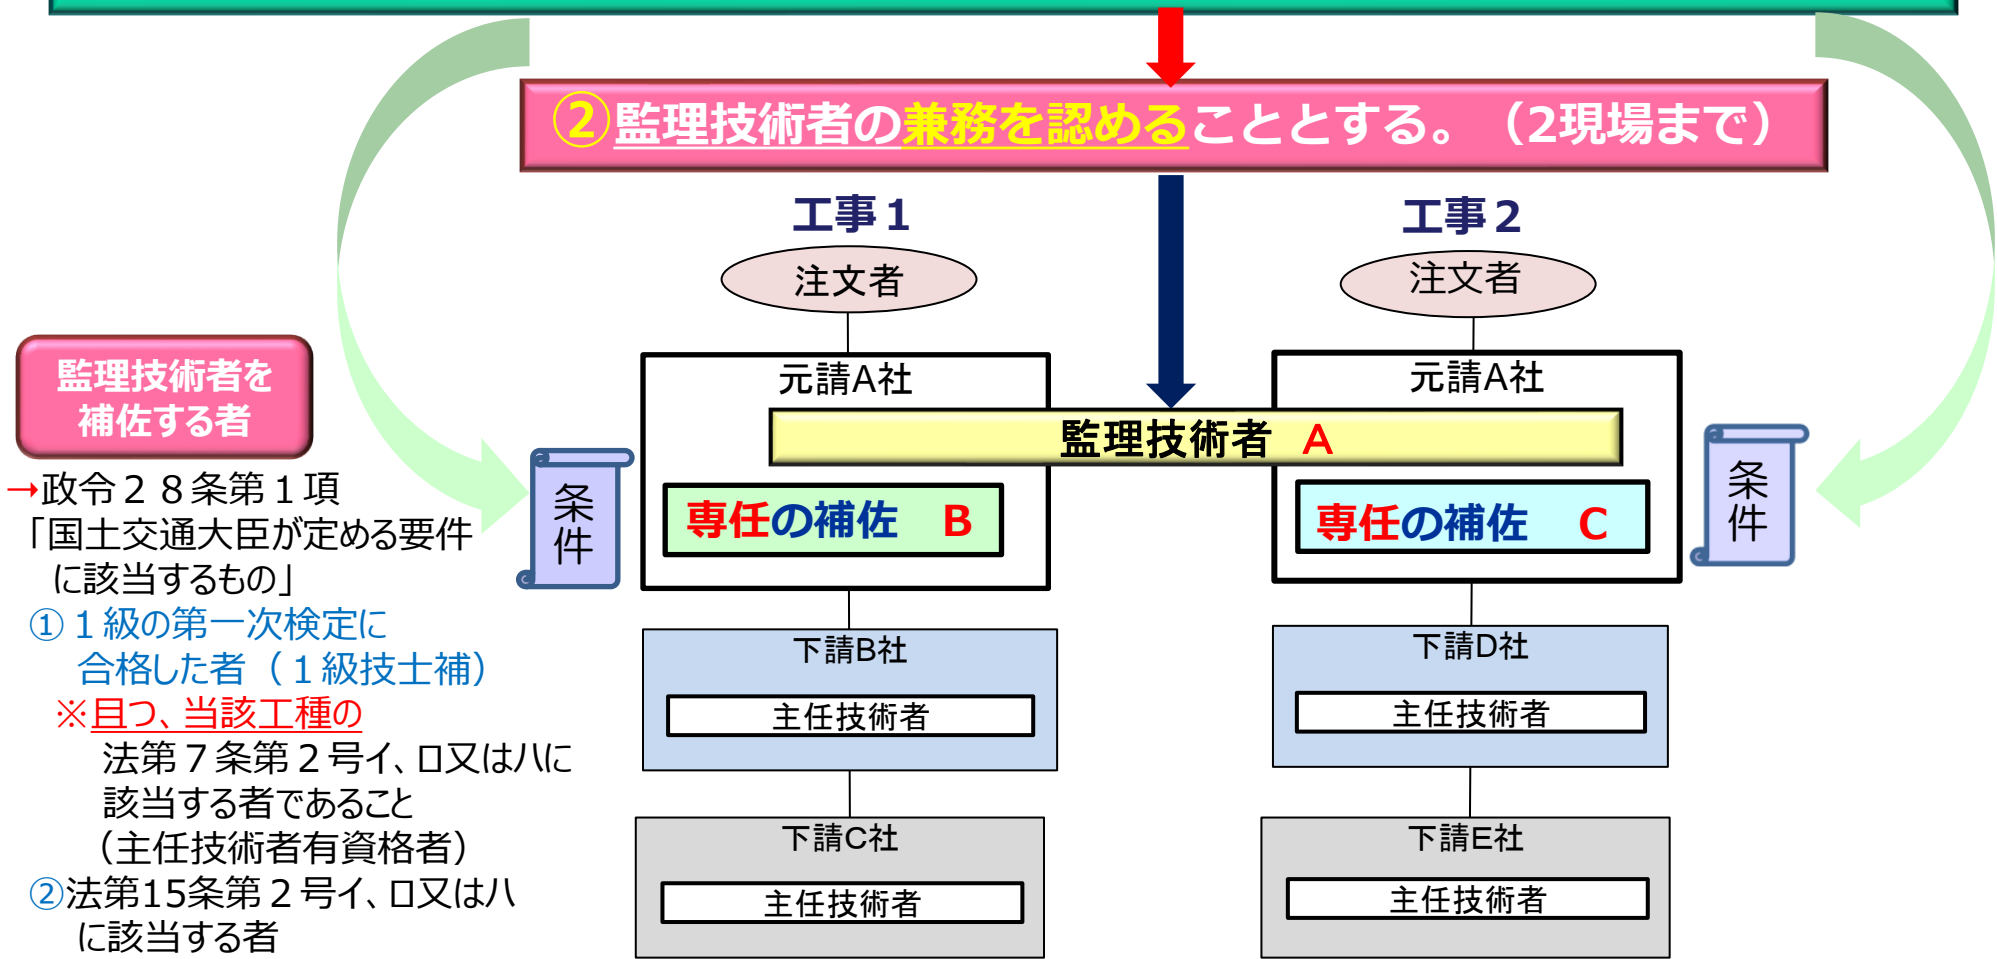 ②監理技術者の兼務を認めることとする。（2現場まで）
工事１
工事２
注文者
注文者
元請A社
元請A社
監理技術者　A
専任の補佐　B
専任の補佐　C
条件
条件
下請B社
主任技術者
下請D社
主任技術者
下請C社
主任技術者
下請E社
主任技術者
監理技術者を
補佐する者
→政令２８条第１項
「国土交通大臣が定める要件
に該当するもの」
①１級の第一次検定に
合格した者（１級技士補）
※且つ、当該工種の
法第７条第２号イ、ロ又はハに
該当する者であること
（主任技術者有資格者）
②法第15条第２号イ、ロ又はハ
に該当する者